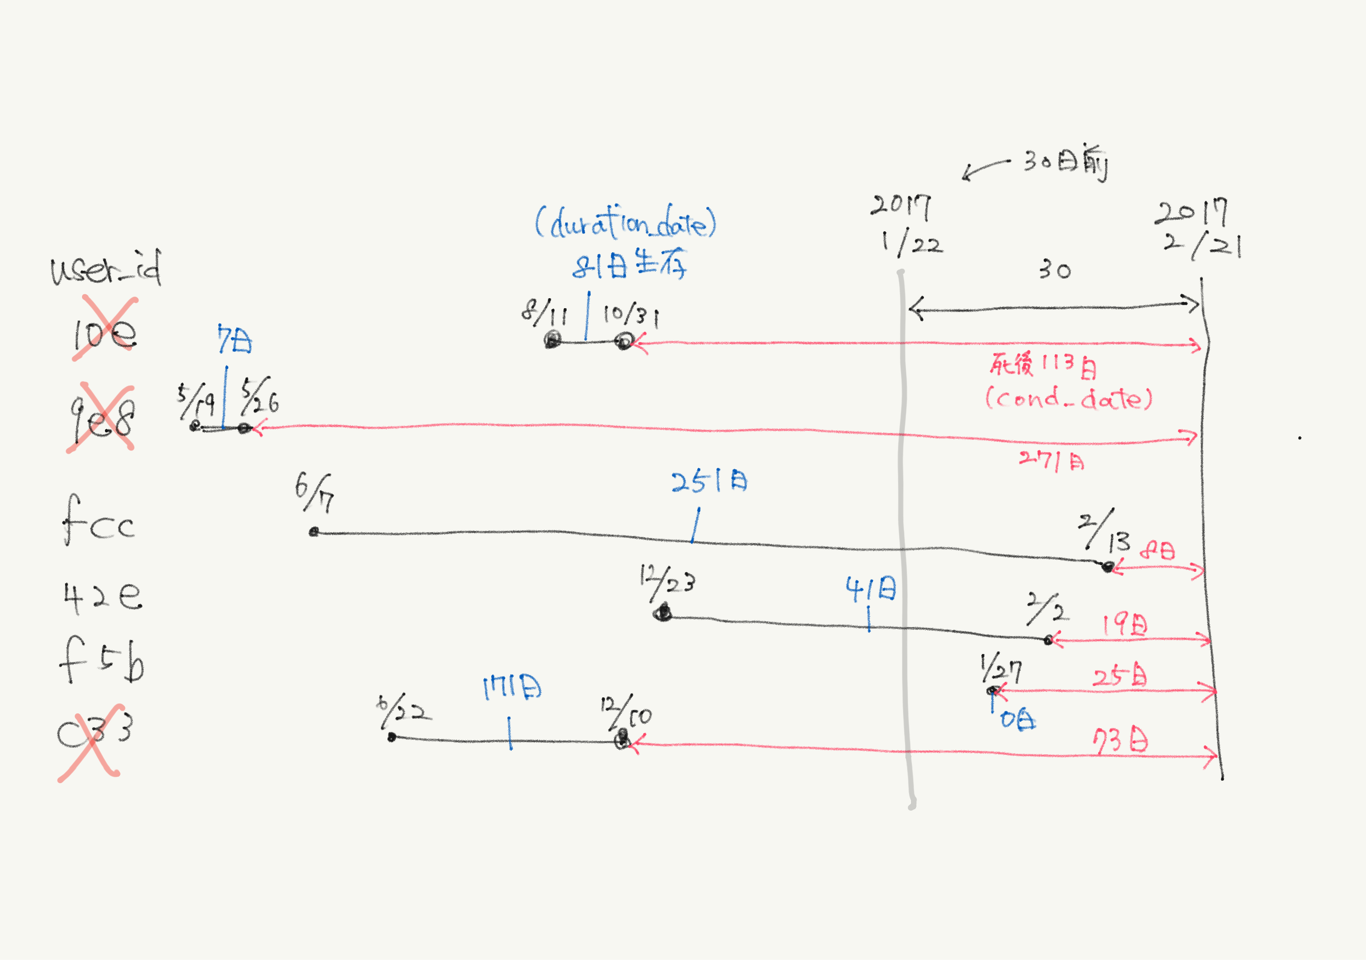 30日前
2017
1/22
2017
2/21
30
(duration_date)
81日生存
user_id
10e
8/11
10/31
死後113日
(cond_date)
7日
9e8
5/19
5/26
271日
fcc
6/7
251日
2/13
8日
42e
12/23
41日
2/2
19日
f5b
1/27
0日
25日
c33
6/22
171日
12/10
73日